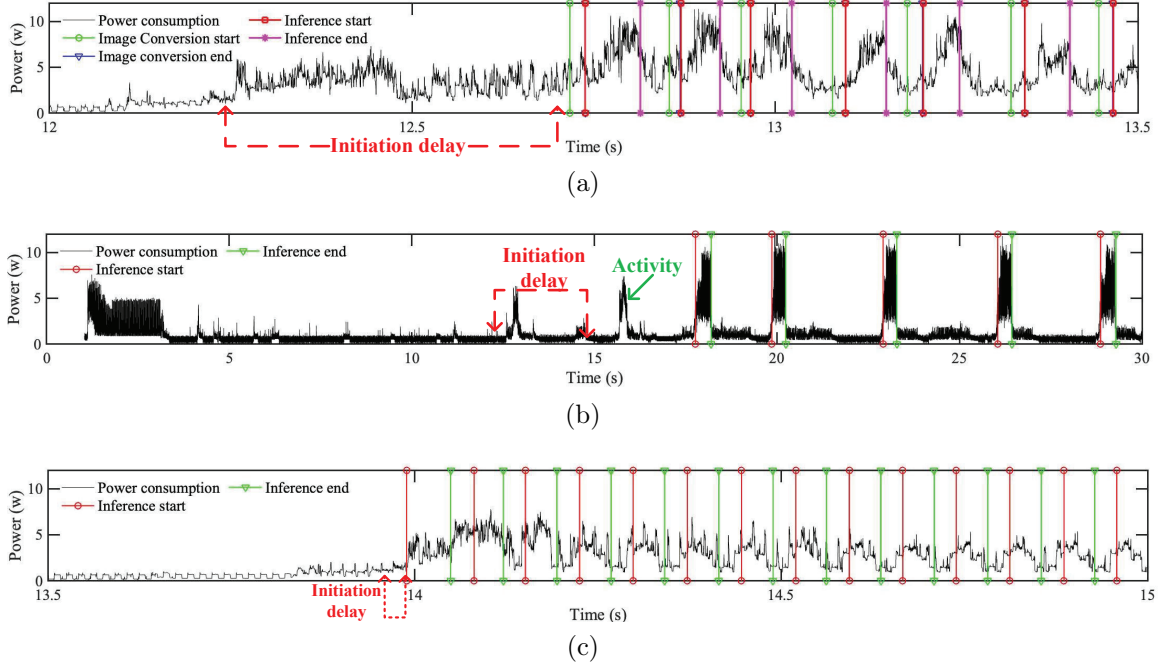 Power consumption
Inference start
Image Conversion start
Inference end
Image conversion end
Power (w)
10
5
0
12
12.5
13
13.5
Initiation delay
Time (s)
(a)
Power consumption
Inference end
Inference start
Initiation
delay
Activity
Power (w)
10
5
0
0
5
10
15
20
25
30
Time (s)
(b)
Power consumption
Inference end
Inference start
Power (w)
10
5
0
13.5
14
14.5
15
Initiation
delay
Time (s)
(c)